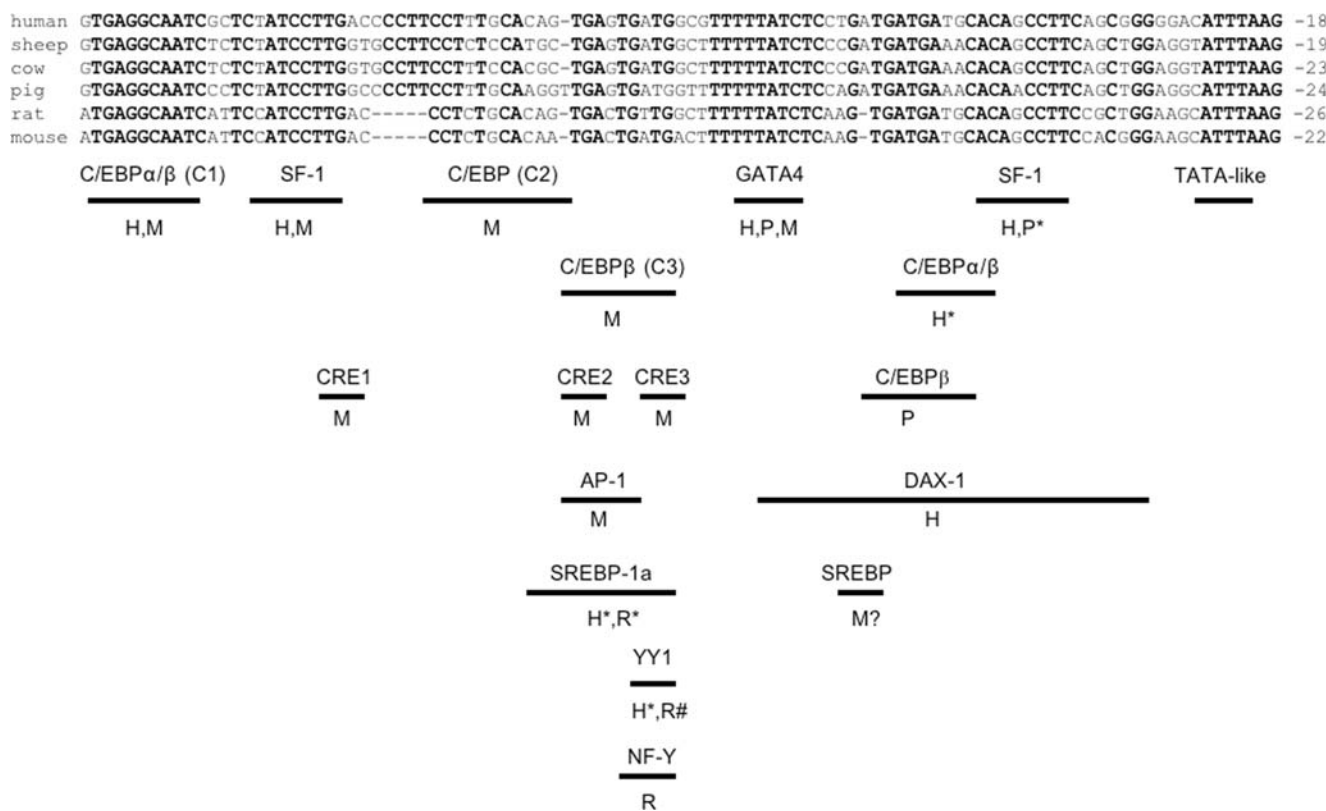 human GTGAGGCAATCGCTCTATCCTTGACCCCTTCCTTTGCACAG-TGAGTGATGGCGTTTTTATCTCCTGATGATGATGCACAGCCTTCAGCGGGGGACATTTAAG -18
sheep GTGAGGCAATCTCTCTATCCTTGGTGCCTTCCTCTCCATGC-TGAGTGATGGCTTTTTTATCTCCCGATGATGAAACACAGCCTTCAGCTGGAGGTATTTAAG -19
cow GTGAGGCAATCTCTCTATCCTTGGTGCCTTCCTTTCCACGC-TGAGTGATGGCTTTTTTATCTCCCGATGATGAAACACAGCCTTCAGCTGGAGGTATTTAAG -23
pig GTGAGGCAATCCCTCTATCCTTGGCCCCTTCCTTTGCAAGGTTGAGTGATGGTTTTTTTATCTCCAGATGATGAAACACAACCTTCAGCTGGAGGCATTTAAG -24
rat ATGAGGCAATCATTCCATCCTTGAC-----CCTCTGCACAG-TGACTGTTGGCTTTTTTATCTCAAG-TGATGATGCACAGCCTTCCGCTGGAAGCATTTAAG -26
mouse ATGAGGCAATCATTCCATCCTTGAC-----CCTCTGCACAA-TGACTGATGACTTTTTTATCTCAAG-TGATGATGCACAGCCTTCCACGGGAAGCATTTAAG -22
C/EBPα/β (C1) SF-1 C/EBP (C2) GATA4 SF-1 TATA-like
H,M H,M M H,P,M H,P*
C/EBPβ (C3) C/EBPα/β
M H*
CRE1 CRE2 CRE3 C/EBPβ
M M M P
AP-1 DAX-1
M H
SREBP-1a SREBP
H*,R* M?
YY1
H*,R#
NF-Y
R